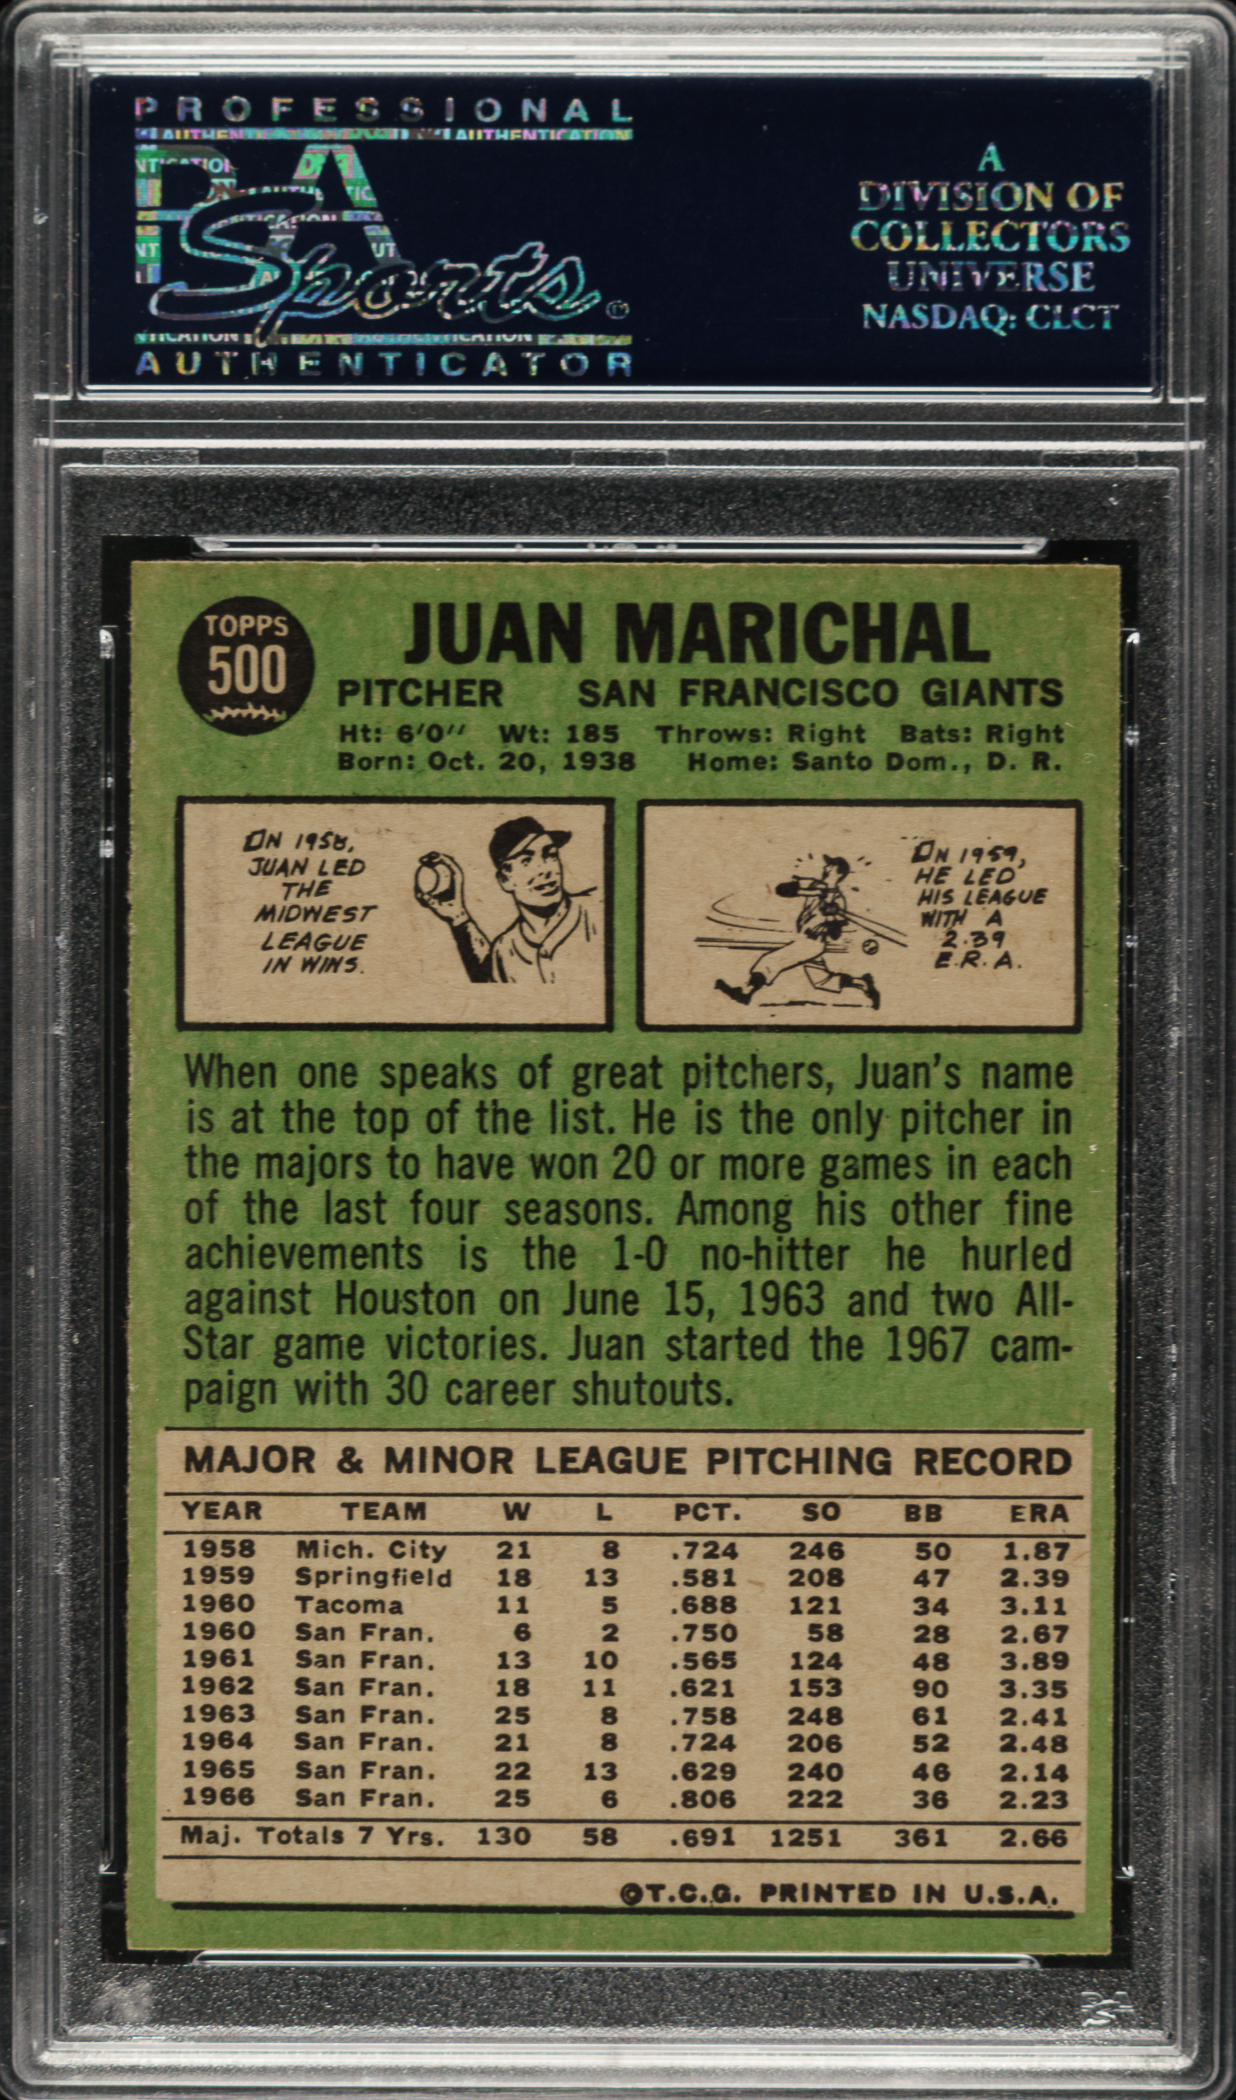 PROFESSIONAL
PSA
Sports
AUTHENTICATOR
A
DIVISION OF
COLLECTORS
UNIVERSE
NASDAQ: CLCT
TOPPS
500
JUAN MARICHAL
PITCHER SAN FRANCISCO GIANTS
Ht: 6'0" Wt: 185 Throws: Right Bats: Right
Born: Oct. 20, 1938 Home: Santo Dom., D. R.
IN 1958,
JUAN LED
THE
MIDWEST
LEAGUE
IN WINS.
IN 1959,
HE LED
HIS LEAGUE
WITH A
2.39
E.R.A.
When one speaks of great pitchers, Juan's name
is at the top of the list. He is the only pitcher in
the majors to have won 20 or more games in each
of the last four seasons. Among his other fine
achievements is the 1-0 no-hitter he hurled
against Houston on June 15, 1963 and two All-
Star game victories. Juan started the 1967 cam-
paign with 30 career shutouts.
MAJOR & MINOR LEAGUE PITCHING RECORD
YEAR TEAM W L PCT. SO BB ERA
1958 Mich. City 21 8 .724 246 50 1.87
1959 Springfield 18 13 .581 208 47 2.39
1960 Tacoma 11 5 .688 121 34 3.11
1960 San Fran. 6 2 .750 58 28 2.67
1961 San Fran. 13 10 .565 124 48 3.89
1962 San Fran. 18 11 .621 153 90 3.35
1963 San Fran. 25 8 .758 248 61 2.41
1964 San Fran. 21 8 .724 206 52 2.48
1965 San Fran. 22 13 .629 240 46 2.14
1966 San Fran. 25 6 .806 222 36 2.23
Maj. Totals 7 Yrs. 130 58 .691 1251 361 2.66
©T.C.G. PRINTED IN U.S.A.